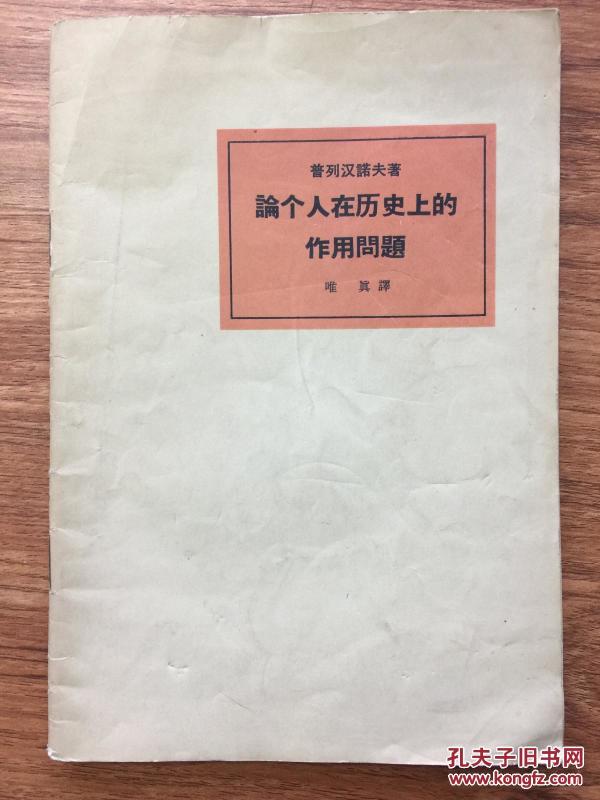 普列汉諾夫著
論个人在历史上的
作用問題
唯 眞 譯
孔夫子旧书网
www.kongfz.com